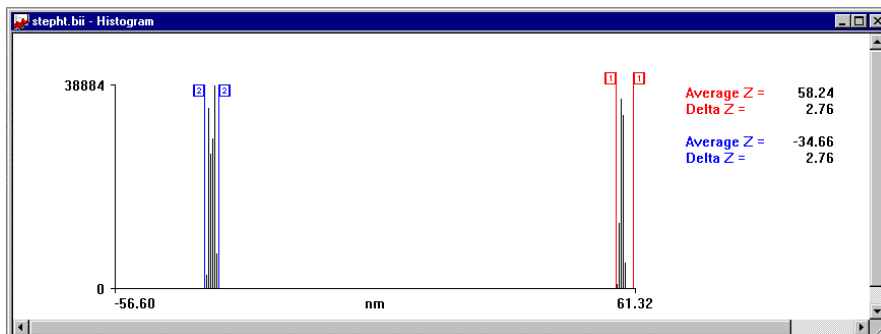 stepht.bii - Histogram
38884
2 2
1 1
Average Z = 58.24
Delta Z = 2.76
Average Z = -34.66
Delta Z = 2.76
0
-56.60 nm 61.32